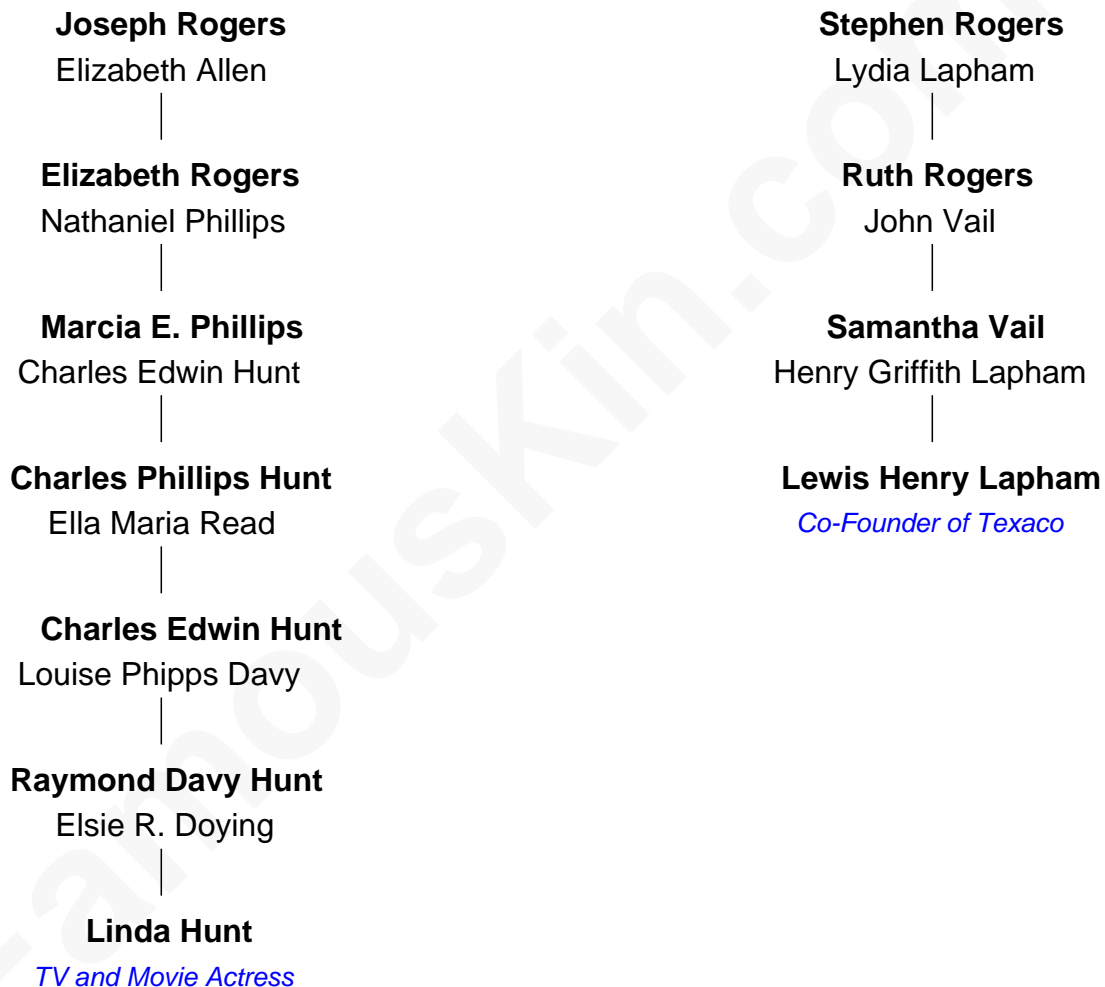 Joseph Rogers
Elizabeth Allen
Elizabeth Rogers
Nathaniel Phillips
Marcia E. Phillips
Charles Edwin Hunt
Charles Phillips Hunt
Ella Maria Read
Charles Edwin Hunt
Louise Phipps Davy
Raymond Davy Hunt
Elsie R. Doying
Linda Hunt
TV and Movie Actress
Stephen Rogers
Lydia Lapham
Ruth Rogers
John Vail
Samantha Vail
Henry Griffith Lapham
Lewis Henry Lapham
Co-Founder of Texaco
amousKin.com